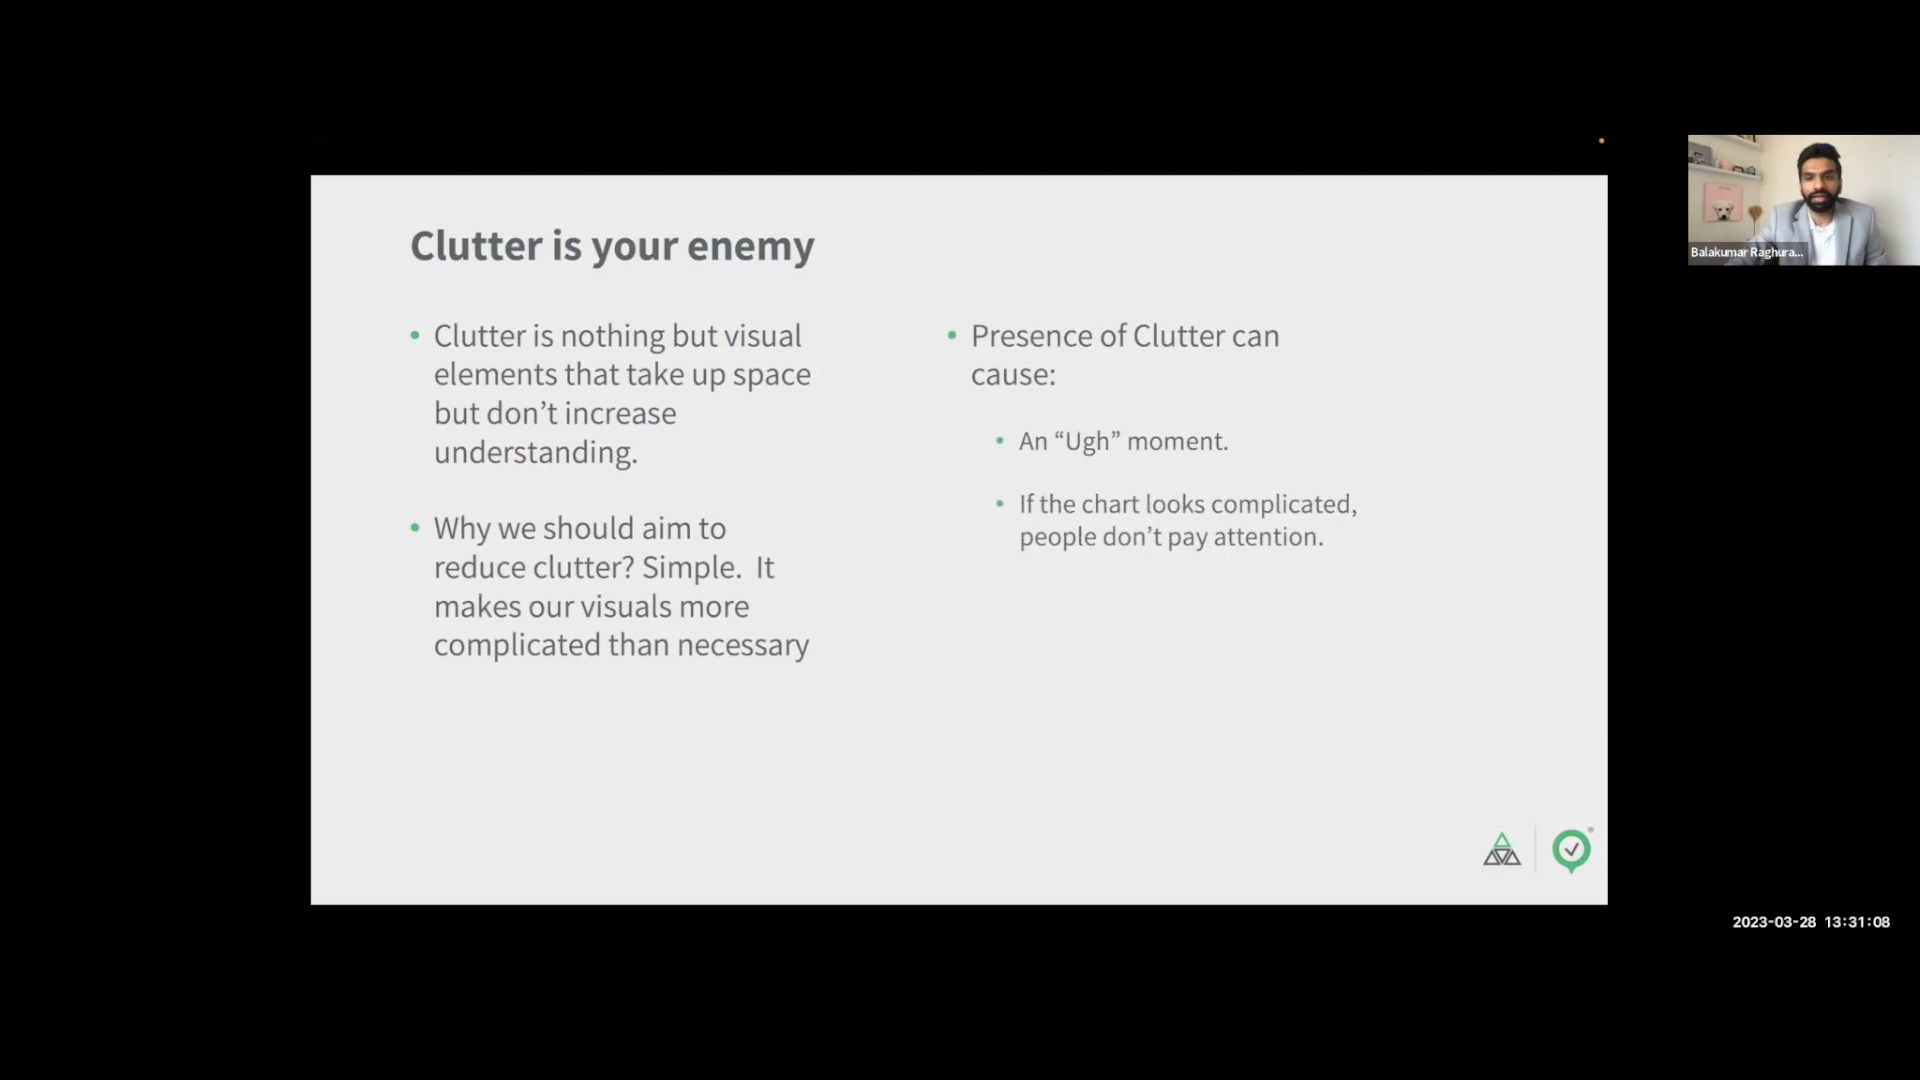 Clutter is your enemy
• Clutter is nothing but visual
elements that take up space
but don’t increase
understanding.
• Why we should aim to
reduce clutter? Simple.  It
makes our visuals more
complicated than necessary
• Presence of Clutter can
cause:
• An “Ugh” moment.
• If the chart looks complicated,
people don’t pay attention.
Balakumar Raghura...
2023-03-28 13:31:08